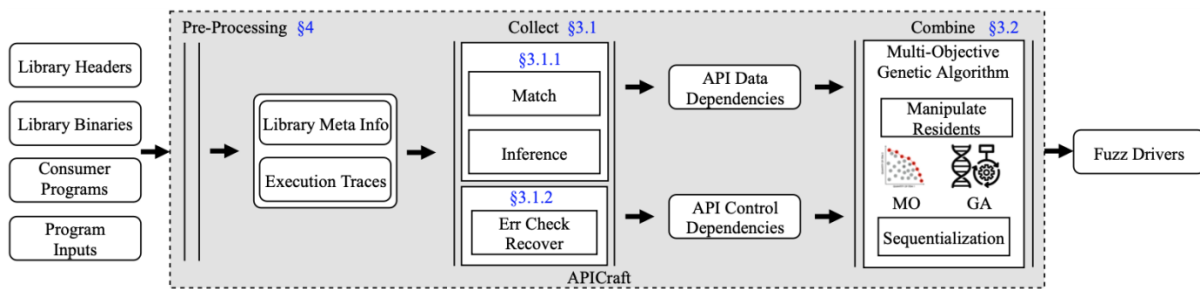 Pre-Processing §4
Collect §3.1
Combine §3.2
Library Headers
Library Binaries
Consumer
Programs
Program
Inputs
Library Meta Info
Execution Traces
§3.1.1
Match
Inference
§3.1.2
Err Check
Recover
API Data
Dependencies
API Control
Dependencies
Multi-Objective
Genetic Algorithm
Manipulate
Residents
MO
GA
Sequentialization
Fuzz Drivers
APICraft